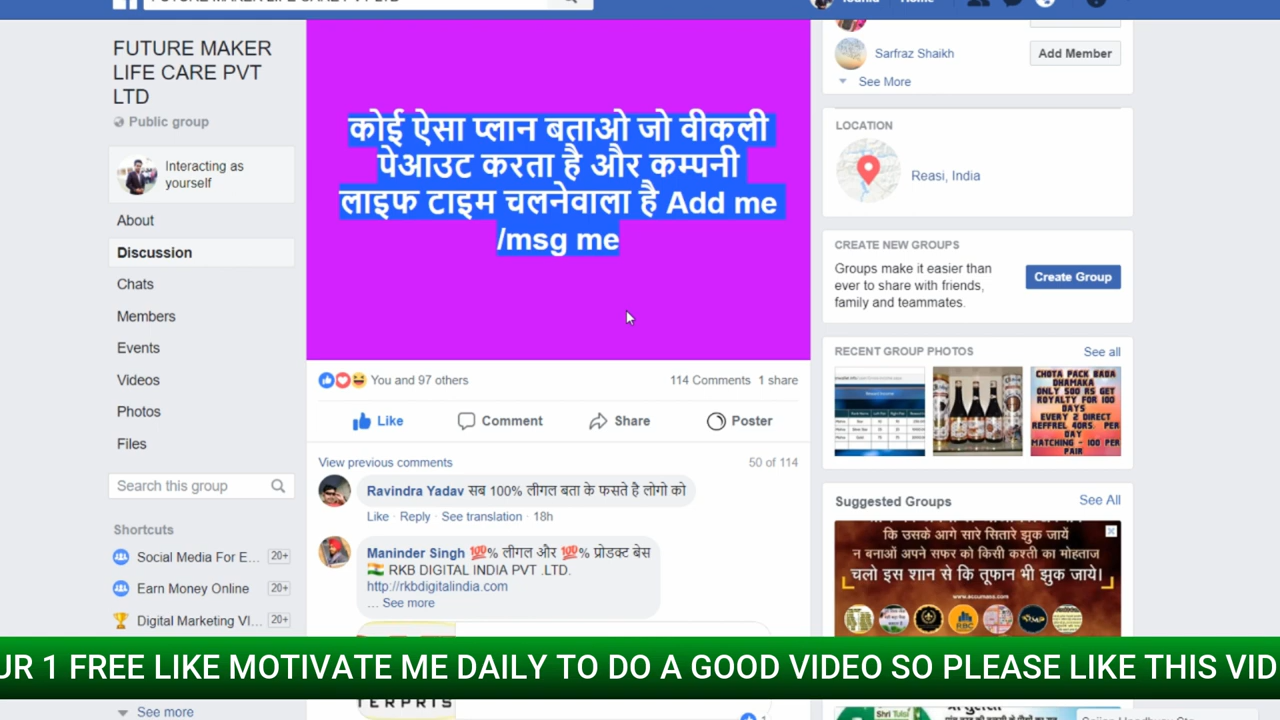 FUTURE MAKER
LIFE CARE PVT
LTD
Public group
Interacting as
yourself
About
Discussion
Chats
Members
Events
Videos
Photos
Files
Search this group
Shortcuts
Social Media For E... 20+
Earn Money Online 20+
Digital Marketing VI... 20+
See more
Home
कोई ऐसा प्लान बताओ जो वीकली
पेआउट करता है और कम्पनी
लाइफ टाइम चलनेवाला है Add me
/msg me
You and 97 others
114 Comments 1 share
Like Comment Share Poster
View previous comments 50 of 114
Ravindra Yadav सब 100% लीगल बता के फसते है लोगो को
Like · Reply · See translation · 18h
Maninder Singh 💯% लीगल और 💯% प्रोडक्ट बेस
🇮🇳 RKB DIGITAL INDIA PVT .LTD.
http://rkbdigitalindia.com
... See more
Sarfraz Shaikh Add Member
See More
LOCATION
Reasi, India
CREATE NEW GROUPS
Groups make it easier than
ever to share with friends,
family and teammates.
Create Group
RECENT GROUP PHOTOS See all
CHOTA PACK BADA
DHAMAKA
ONLY 500 RS GET
ROYALTY FOR 100
DAYS
EVERY 2 DIRECT
REFFREL 40RS PER
DAY
MATCHING - 100 PER
PAIR
Suggested Groups See All
कि उसके आगे सारे सितारे झुक जायें
न बनाओं अपने सफर को किसी कश्ती का मोहताज
चलो इस शान से कि तूफान भी झुक जाये।
UR 1 FREE LIKE MOTIVATE ME DAILY TO DO A GOOD VIDEO SO PLEASE LIKE THIS VID